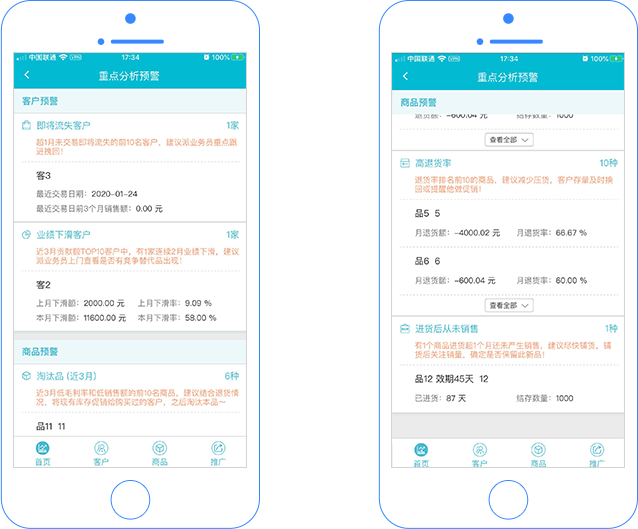 中国联通 VPN 17:34 100%
重点分析预警
客户预警
即将流失客户 1家
超1月未交易即将流失的前10名客户，建议派业务员重点跟
进挽回！
客3
最近交易日期：2020-01-24
最近交易日前3个月销售额：0.00 元
业绩下滑客户 1家
近3月贡献额TOP10客户中，有1家连续2月业绩下滑，建议
派业务员上门查看是否有竞争替代品出现！
客2
上月下滑额：2000.00 元 上月下滑率：9.09 %
本月下滑额：11600.00 元 本月下滑率：58.00 %
商品预警
淘汰品 (近3月) 6种
近3月低毛利率和低销售额的前10名商品，建议结合退货情
况，将现有库存促销给购买过的客户，之后淘汰本品～
品11 11
首页 客户 商品 推广
中国联通 VPN 17:34 100%
重点分析预警
商品预警
退货额：-600.04 元 结存数量：1000
查看全部
高退货率 10种
退货率排名前10的商品，建议减少压货，客户存量及时换
回或提醒他做促销！
品5 5
月退货额：-4000.02 元 月退货率：66.67 %
品6 6
月退货额：-600.04 元 月退货率：60.00 %
查看全部
进货后从未销售 1种
有1个商品进货超1个月还未产生销售，建议尽快铺货，铺
货后关注销量，确定是否保留此新品！
品12 效期45天 12
已进货：87 天 结存数量：1000
首页 客户 商品 推广